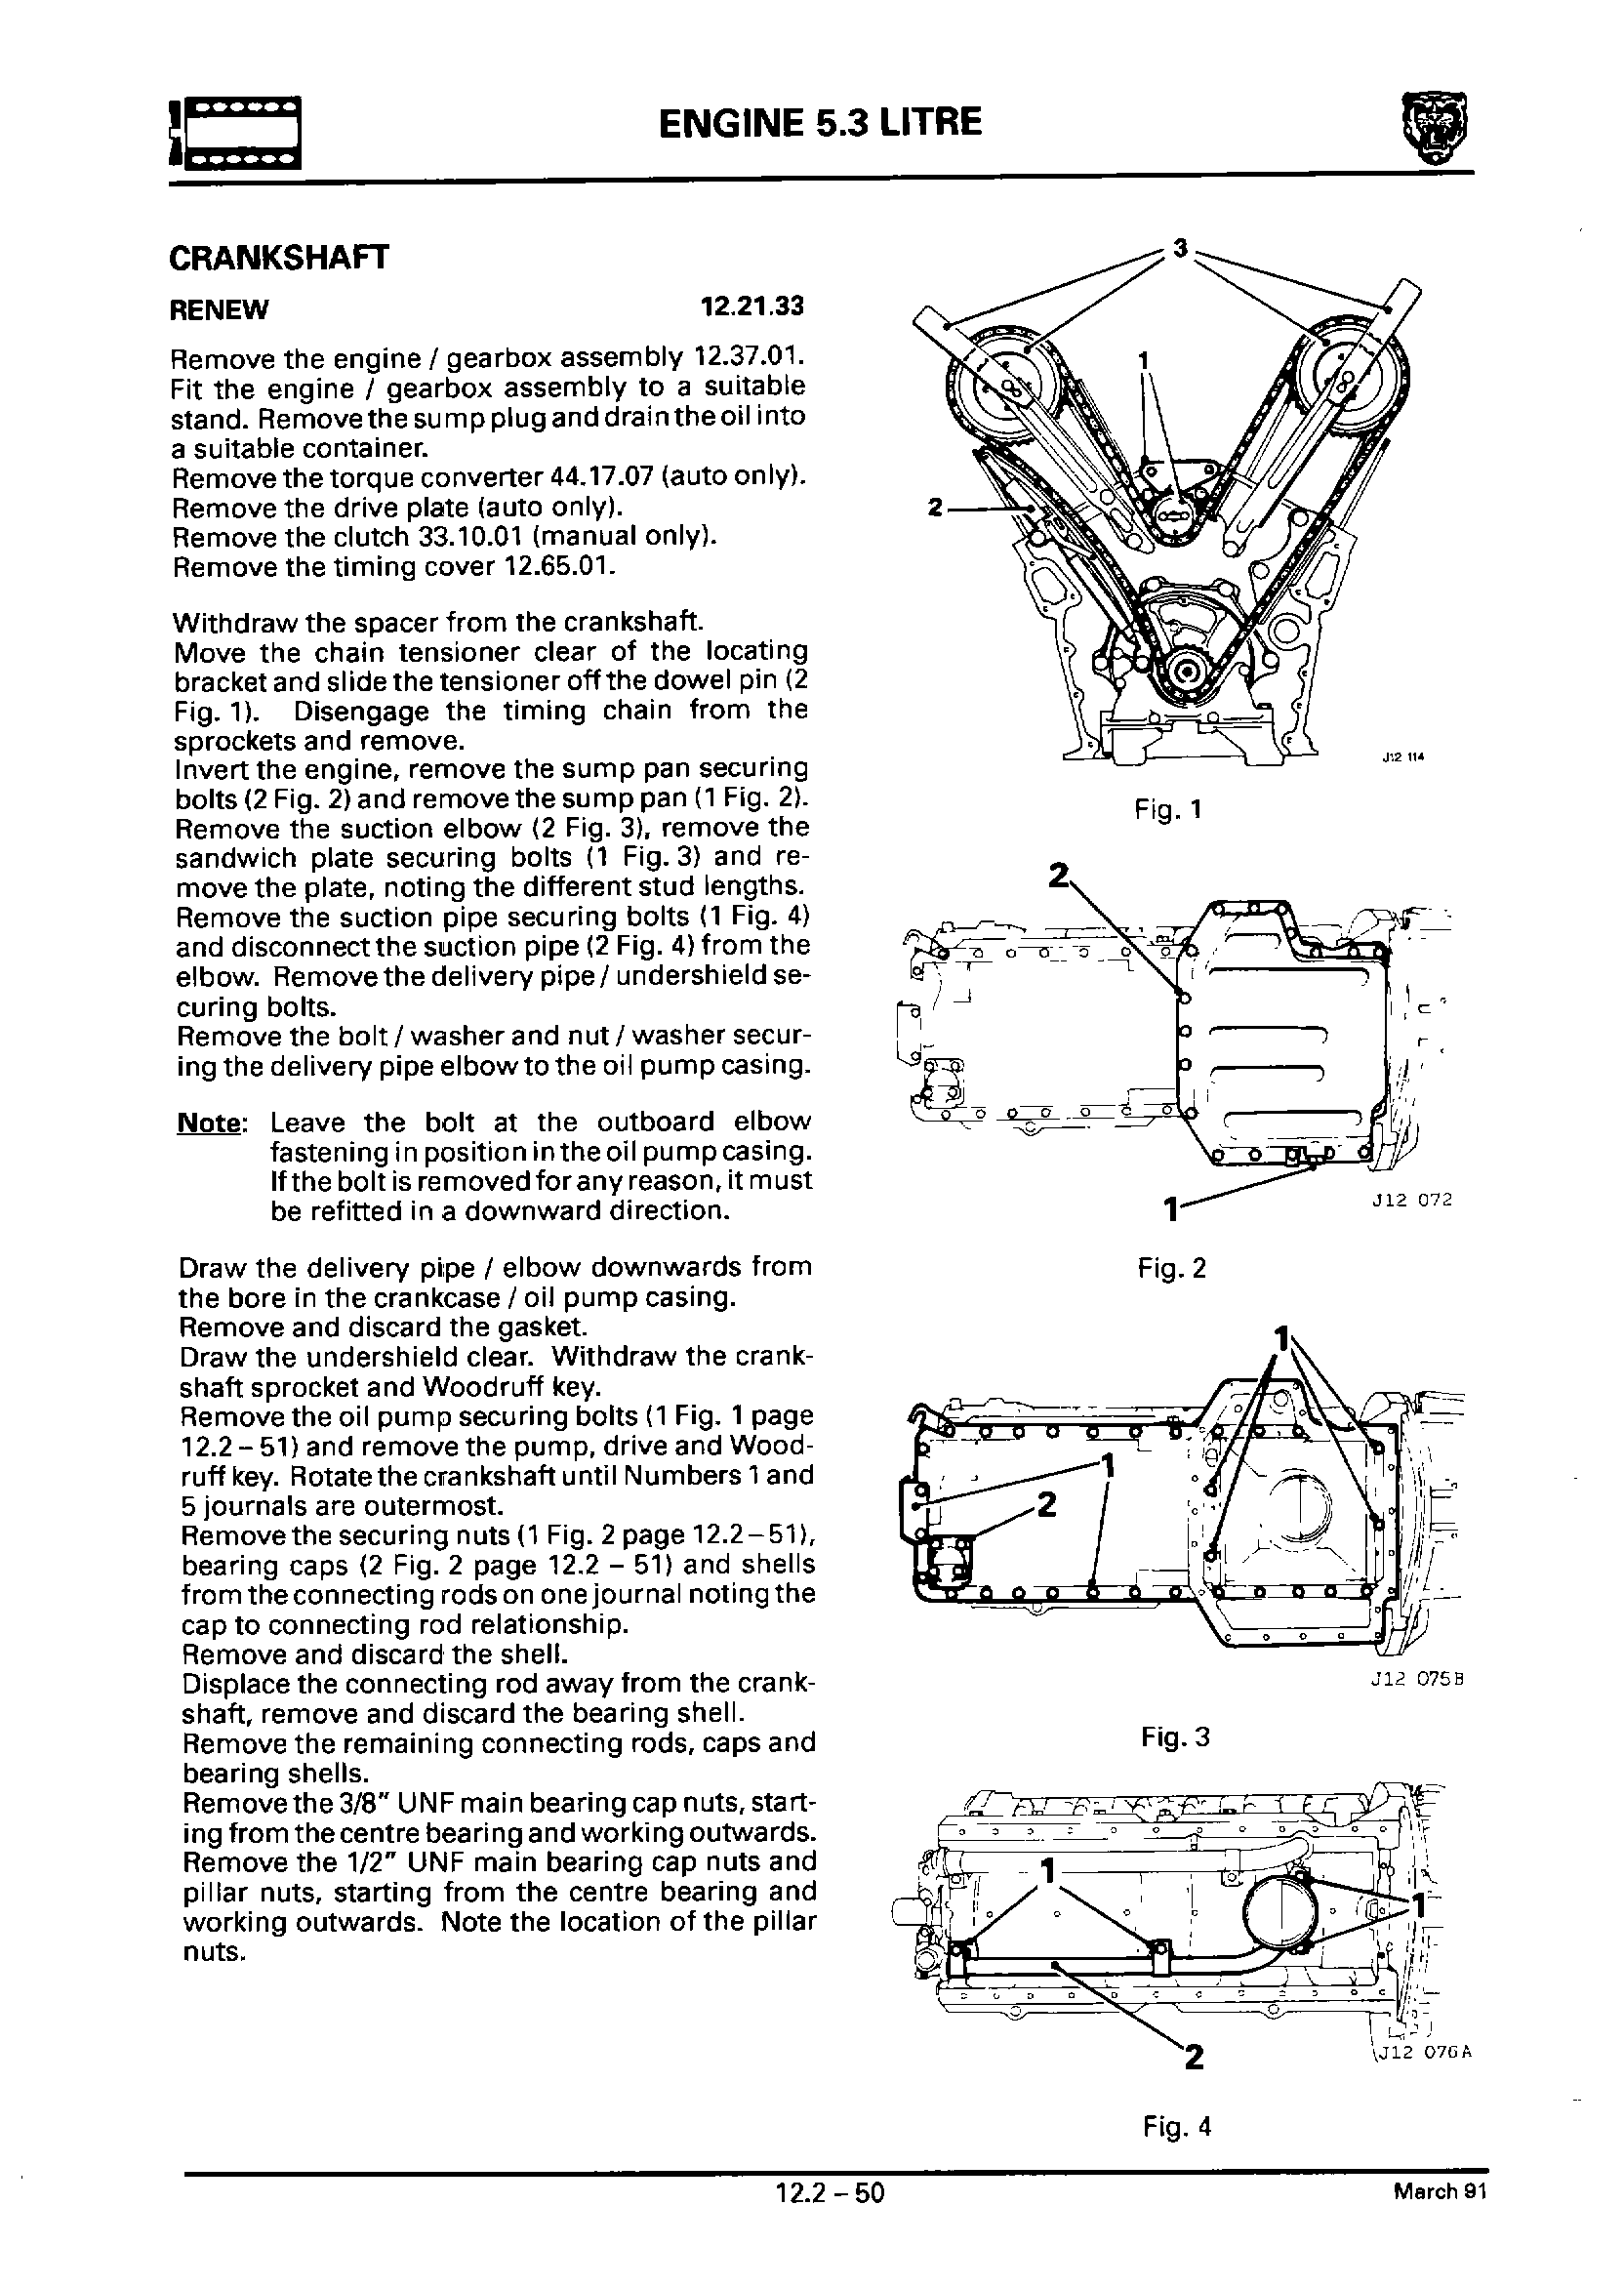 ENGINE 5.3 LITRE
CRANKSHAFT
RENEW 12.21.33
Remove the engine / gearbox assembly 12.37.01.
Fit the engine / gearbox assembly to a suitable
stand. Remove the sump plug and drain the oil into
a suitable container.
Remove the torque converter 44.17.07 (auto only).
Remove the drive plate (auto only).
Remove the clutch 33.10.01 (manual only).
Remove the timing cover 12.65.01.
Withdraw the spacer from the crankshaft.
Move the chain tensioner clear of the locating
bracket and slide the tensioner off the dowel pin (2
Fig. 1). Disengage the timing chain from the
sprockets and remove.
Invert the engine, remove the sump pan securing
bolts (2 Fig. 2) and remove the sump pan (1 Fig. 2).
Remove the suction elbow (2 Fig. 3), remove the
sandwich plate securing bolts (1 Fig. 3) and re-
move the plate, noting the different stud lengths.
Remove the suction pipe securing bolts (1 Fig. 4)
and disconnect the suction pipe (2 Fig. 4) from the
elbow. Remove the delivery pipe / undershield se-
curing bolts.
Remove the bolt / washer and nut / washer secur-
ing the delivery pipe elbow to the oil pump casing.
Note: Leave the bolt at the outboard elbow
fastening in position in the oil pump casing.
If the bolt is removed for any reason, it must
be refitted in a downward direction.
Draw the delivery pipe / elbow downwards from
the bore in the crankcase / oil pump casing.
Remove and discard the gasket.
Draw the undershield clear. Withdraw the crank-
shaft sprocket and Woodruff key.
Remove the oil pump securing bolts (1 Fig. 1 page
12.2 – 51) and remove the pump, drive and Wood-
ruff key. Rotate the crankshaft until Numbers 1 and
5 journals are outermost.
Remove the securing nuts (1 Fig. 2 page 12.2 – 51),
bearing caps (2 Fig. 2 page 12.2 – 51) and shells
from the connecting rods on one journal noting the
cap to connecting rod relationship.
Remove and discard the shell.
Displace the connecting rod away from the crank-
shaft, remove and discard the bearing shell.
Remove the remaining connecting rods, caps and
bearing shells.
Remove the 3/8" UNF main bearing cap nuts, start-
ing from the centre bearing and working outwards.
Remove the 1/2" UNF main bearing cap nuts and
pillar nuts, starting from the centre bearing and
working outwards. Note the location of the pillar
nuts.
3
1
2
J12 114
Fig. 1
2
1
J12 072
Fig. 2
1
1
2
J12 075B
Fig. 3
1
1
2
J12 076A
Fig. 4
12.2 – 50
March 91